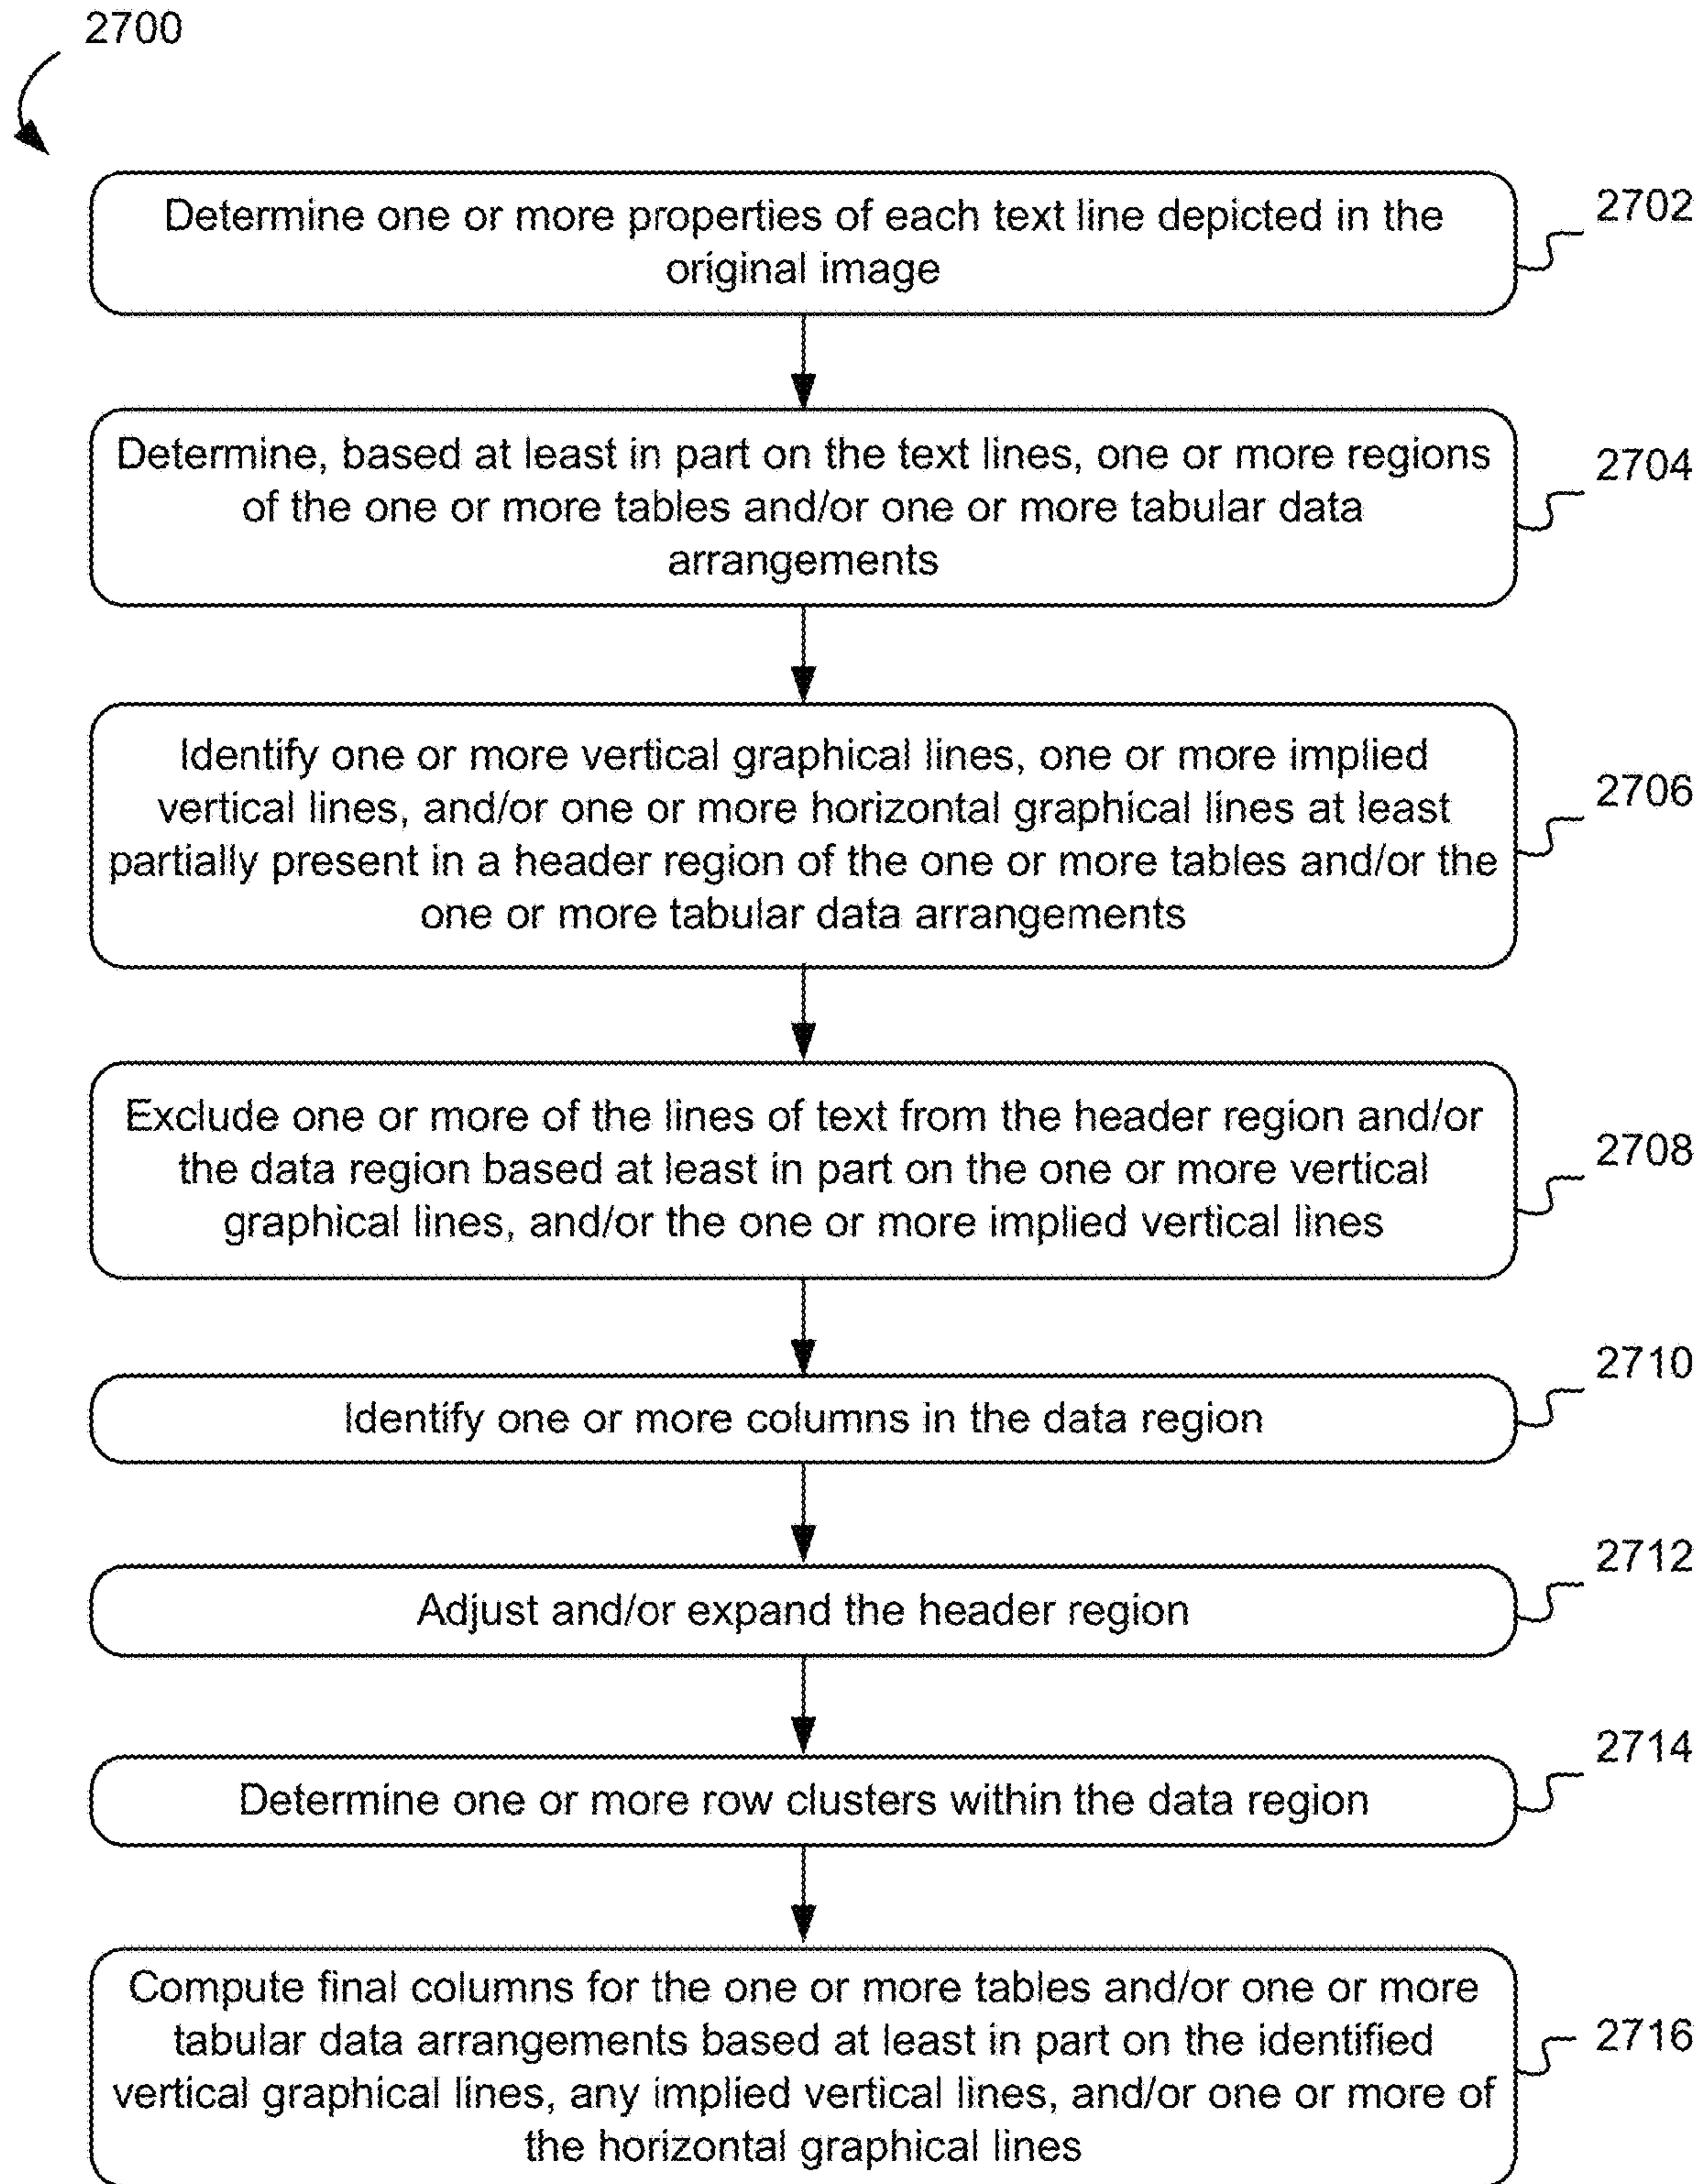 2700
Determine one or more properties of each text line depicted in the
original image
2702
Determine, based at least in part on the text lines, one or more regions
of the one or more tables and/or one or more tabular data
arrangements
2704
Identify one or more vertical graphical lines, one or more implied
vertical lines, and/or one or more horizontal graphical lines at least
partially present in a header region of the one or more tables and/or the
one or more tabular data arrangements
2706
Exclude one or more of the lines of text from the header region and/or
the data region based at least in part on the one or more vertical
graphical lines, and/or the one or more implied vertical lines
2708
Identify one or more columns in the data region
2710
Adjust and/or expand the header region
2712
Determine one or more row clusters within the data region
2714
Compute final columns for the one or more tables and/or one or more
tabular data arrangements based at least in part on the identified
vertical graphical lines, any implied vertical lines, and/or one or more of
the horizontal graphical lines
2716